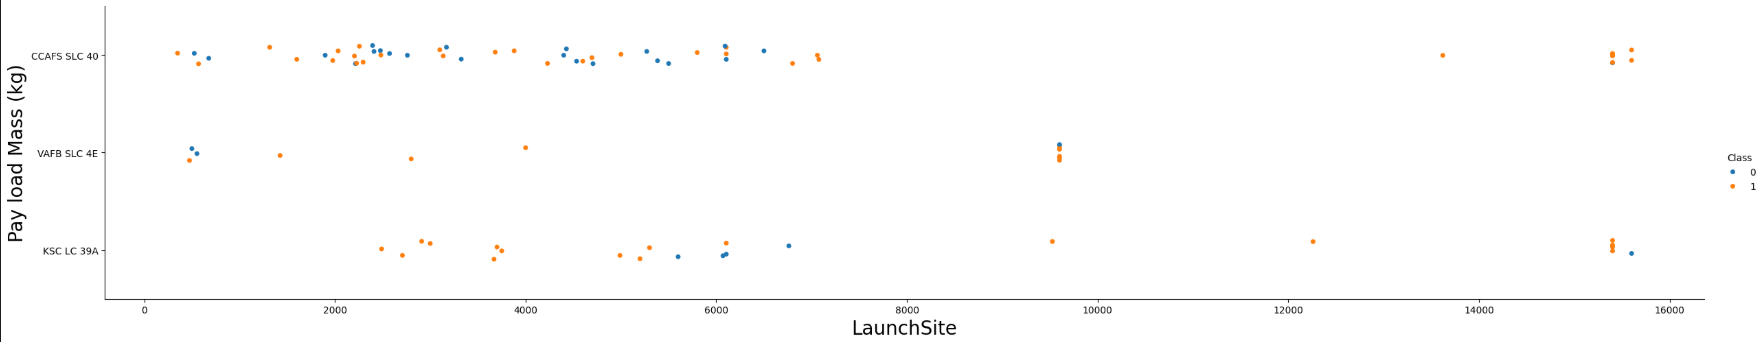 Pay load Mass (kg)
CCAFS SLC 40
VAFB SLC 4E
KSC LC 39A
0 2000 4000 6000 8000 10000 12000 14000 16000
LaunchSite
Class
0
1